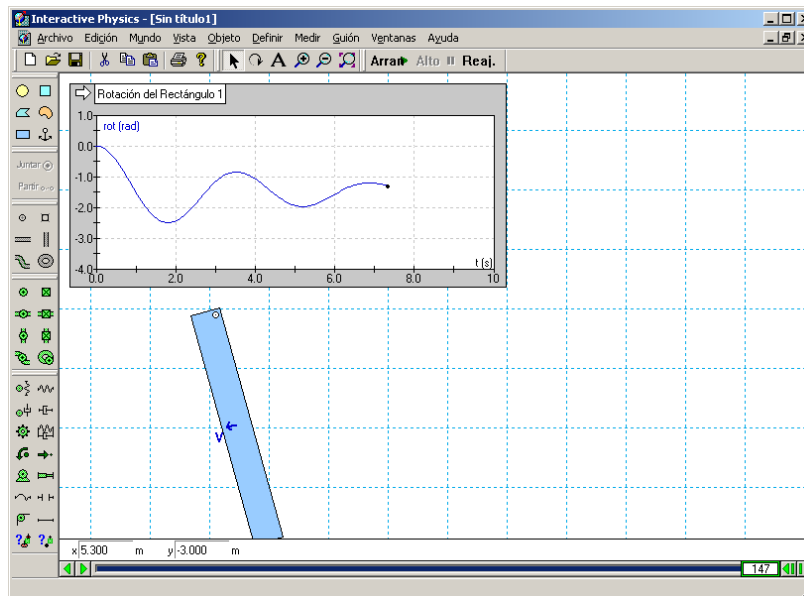 Interactive Physics - [Sin título1]
Archivo Edición Mundo Vista Objeto Definir Medir Guión Ventanas Ayuda
A Arran Alto Reaj.
Rotación del Rectángulo 1
rot (rad)
1.0
0.0
-1.0
-2.0
-3.0
-4.0
0.0 2.0 4.0 6.0 8.0 10
t (s)
Juntar
Partir
V
x 5.300 m y -3.000 m
147